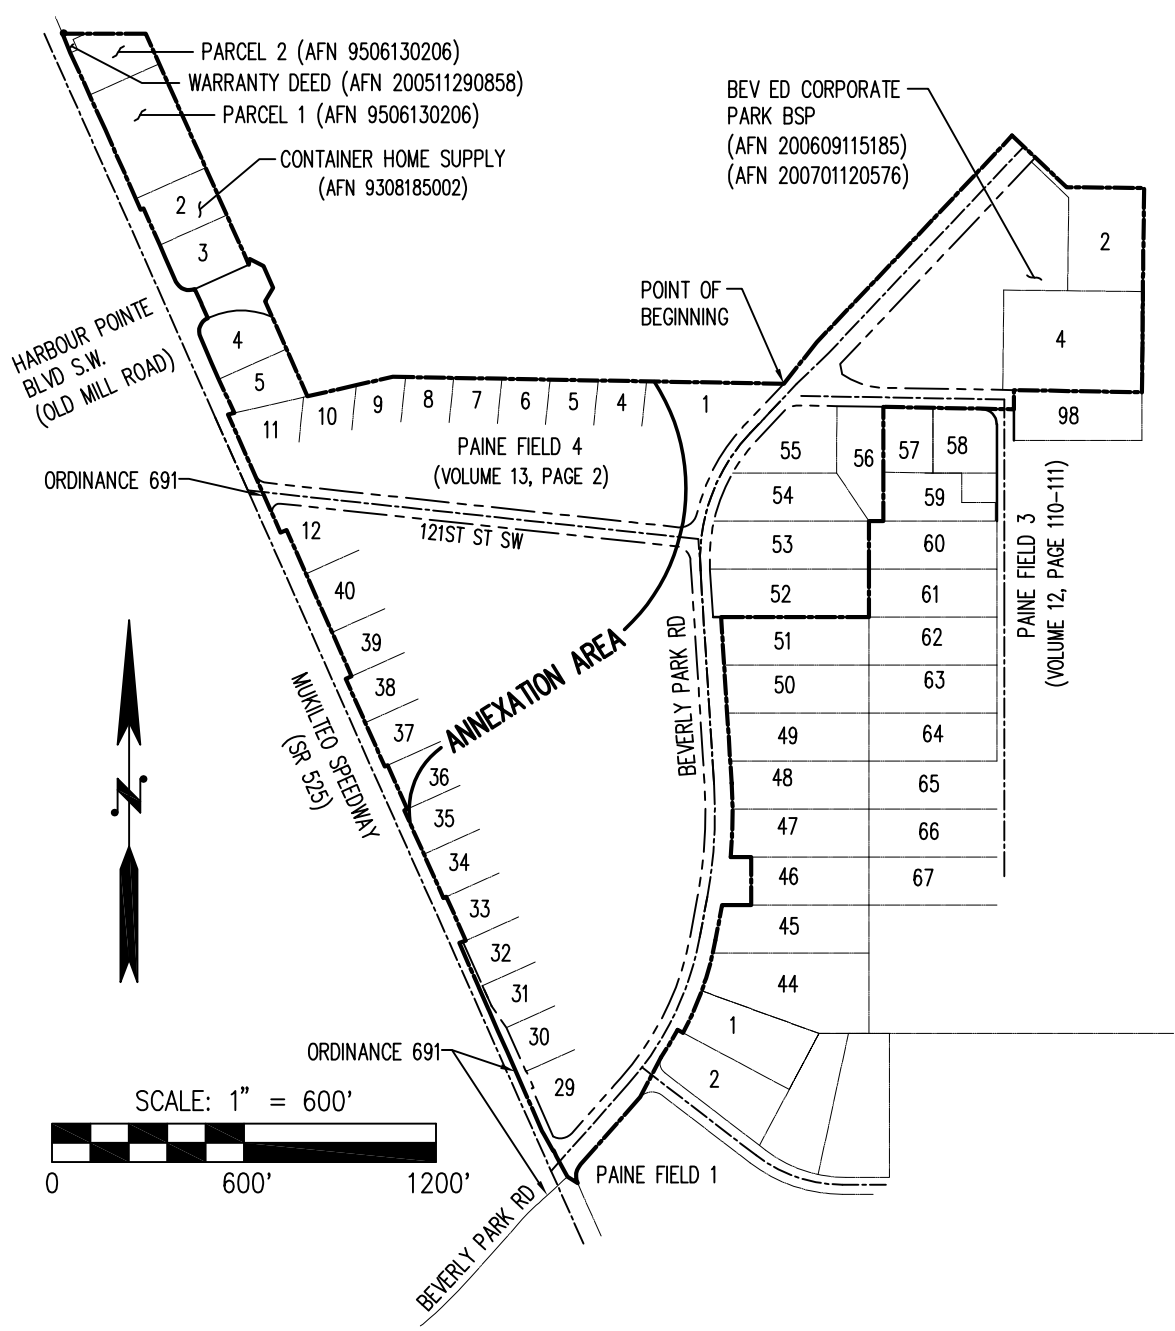 PARCEL 2 (AFN 9506130206)
WARRANTY DEED (AFN 200511290858)
PARCEL 1 (AFN 9506130206)
CONTAINER HOME SUPPLY
(AFN 9308185002)
BEV ED CORPORATE
PARK BSP
(AFN 200609115185)
(AFN 200701120576)
2
3
2
POINT OF
BEGINNING
HARBOUR POINTE
BLVD S.W.
(OLD MILL ROAD)
4
5
4
11
10
9
8
7
6
5
4
1
98
PAINE FIELD 4
(VOLUME 13, PAGE 2)
55
56
57
58
ORDINANCE 691
54
59
12
121ST ST SW
53
60
PAINE FIELD 3
(VOLUME 12, PAGE 110-111)
40
52
61
39
51
62
38
50
63
37
49
64
ANNEXATION AREA
BEVERLY PARK RD
MUKILTEO SPEEDWAY
(SR 525)
36
48
65
35
47
66
34
46
67
33
45
32
44
31
30
1
ORDINANCE 691
29
2
SCALE: 1" = 600'
0
600'
1200'
PAINE FIELD 1
BEVERLY PARK RD
N